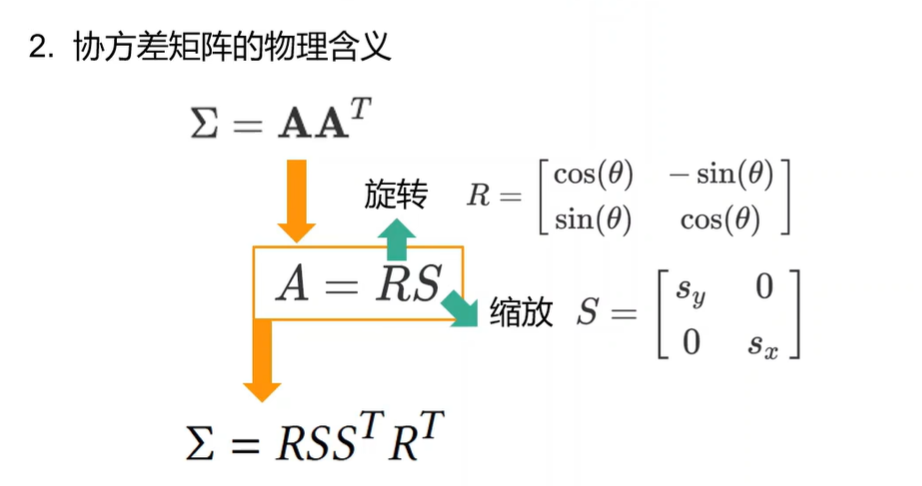 2. 协方差矩阵的物理含义
Σ = AA^T
旋转 R = [cos(θ) −sin(θ)
sin(θ) cos(θ)]
A = RS
缩放 S = [s_y 0
0 s_x]
Σ = RSS^T R^T